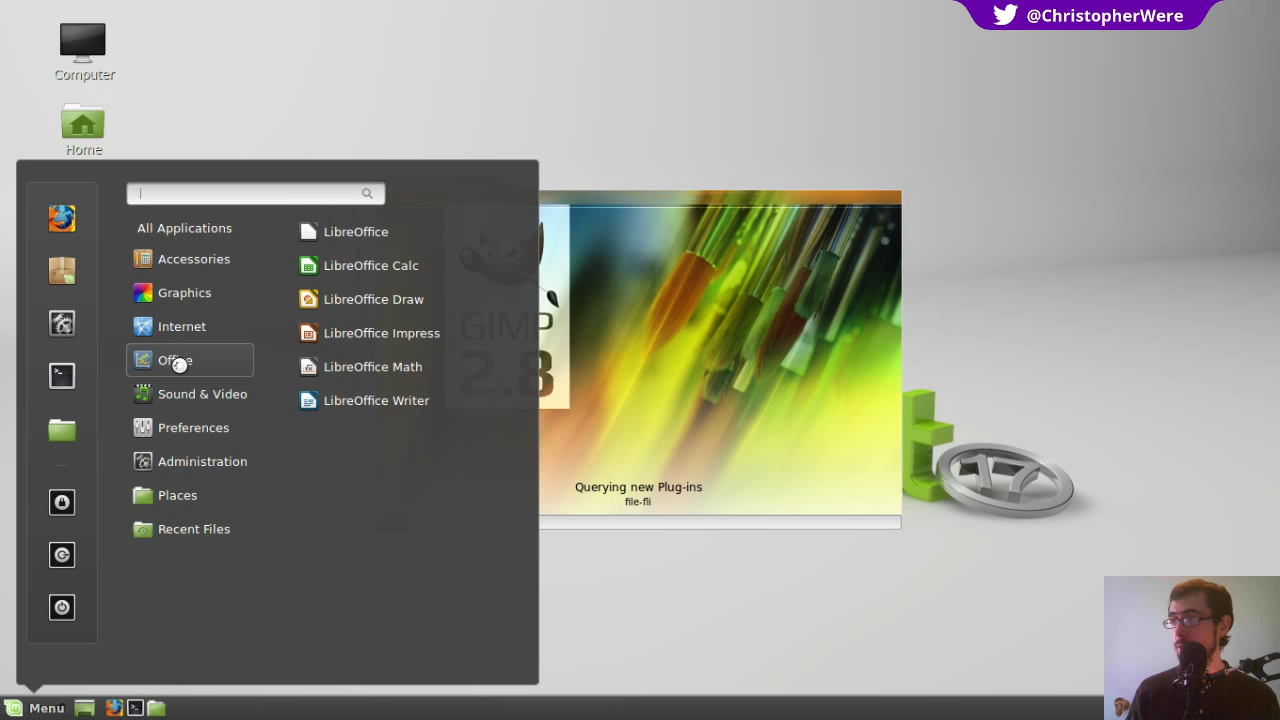 @ChristopherWere
Computer
Home
All Applications
Accessories
Graphics
Internet
Office
Sound & Video
Preferences
Administration
Places
Recent Files
LibreOffice
LibreOffice Calc
LibreOffice Draw
LibreOffice Impress
LibreOffice Math
LibreOffice Writer
GIMP
2.8
Querying new Plug-ins
file-fli
17
Menu